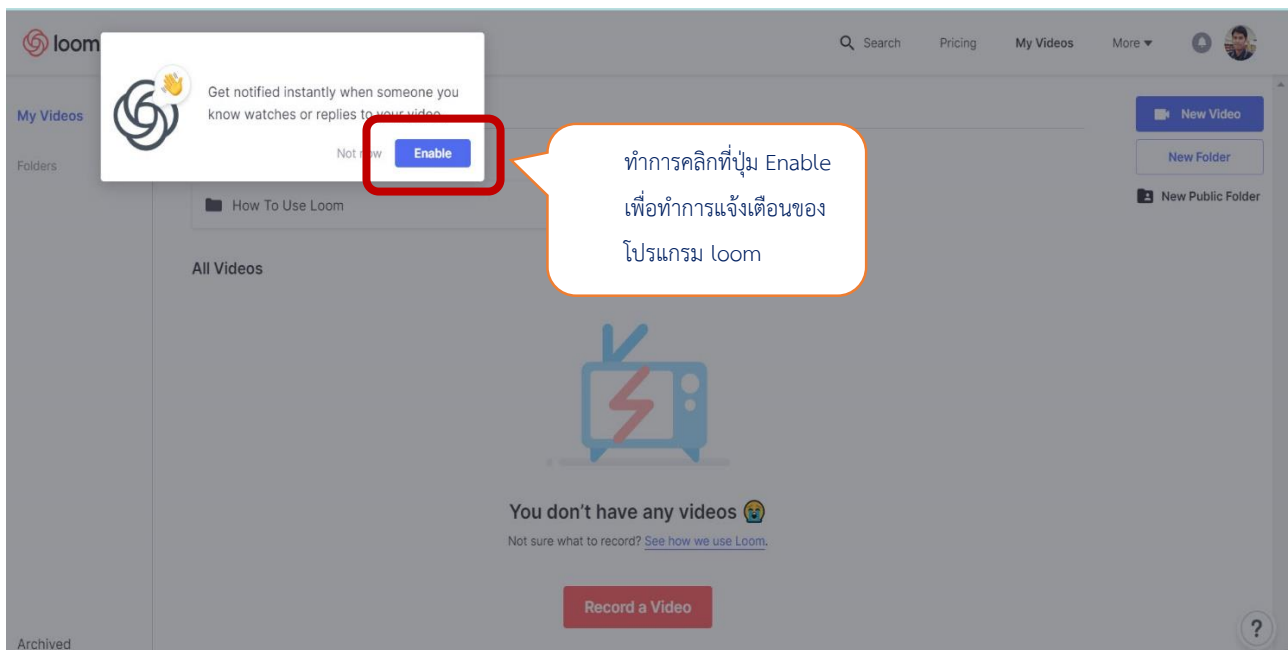 loom
Search
Pricing
My Videos
More
Get notified instantly when someone you
know watches or replies to your video
Not now
Enable
My Videos
Folders
New Video
New Folder
New Public Folder
ทำการคลิกที่ปุ่ม Enable
เพื่อทำการแจ้งเตือนของ
โปรแกรม loom
How To Use Loom
All Videos
You don't have any videos 😭
Not sure what to record? See how we use Loom.
Record a Video
Archived
?